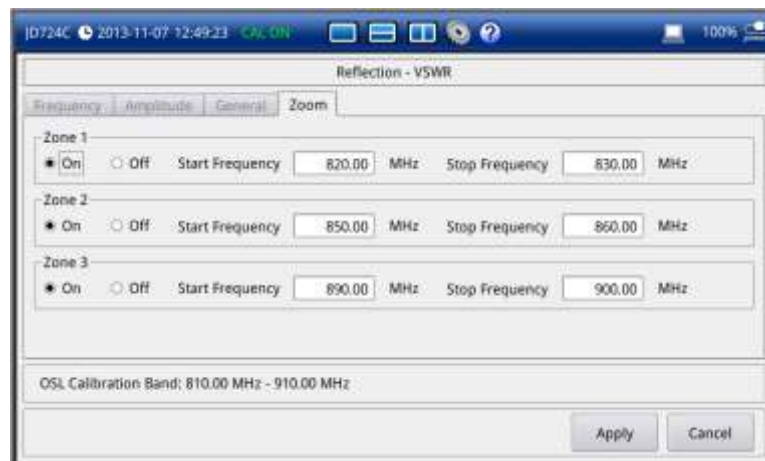 JD724C 2013-11-07 12:49:23 CAL ON 100%
Reflection - VSWR
Frequency Amplitude General Zoom
Zone 1
On Off Start Frequency 820.00 MHz Stop Frequency 830.00 MHz
Zone 2
On Off Start Frequency 850.00 MHz Stop Frequency 860.00 MHz
Zone 3
On Off Start Frequency 890.00 MHz Stop Frequency 900.00 MHz
OSL Calibration Band: 810.00 MHz - 910.00 MHz
Apply Cancel